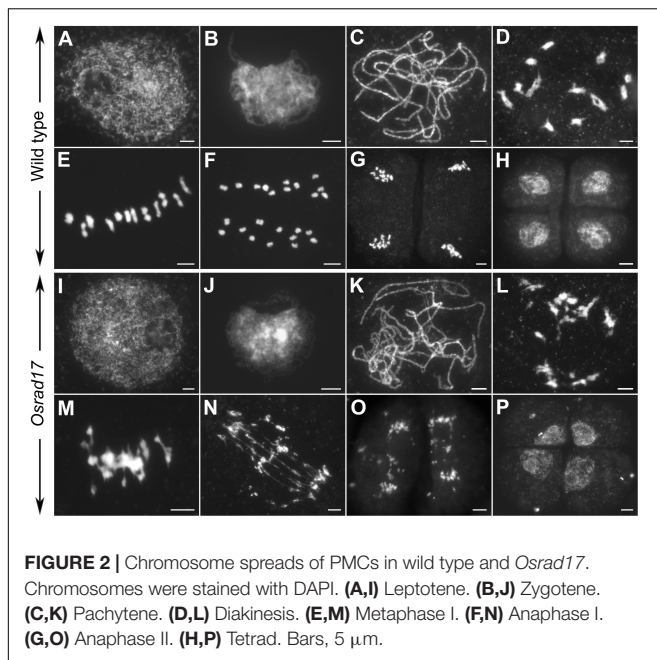 Wild type
Osrad17
A B C D
E F G H
I J K L
M N O P
FIGURE 2 | Chromosome spreads of PMCs in wild type and Osrad17.
Chromosomes were stained with DAPI. (A,I) Leptotene. (B,J) Zygotene.
(C,K) Pachytene. (D,L) Diakinesis. (E,M) Metaphase I. (F,N) Anaphase I.
(G,O) Anaphase II. (H,P) Tetrad. Bars, 5 μm.